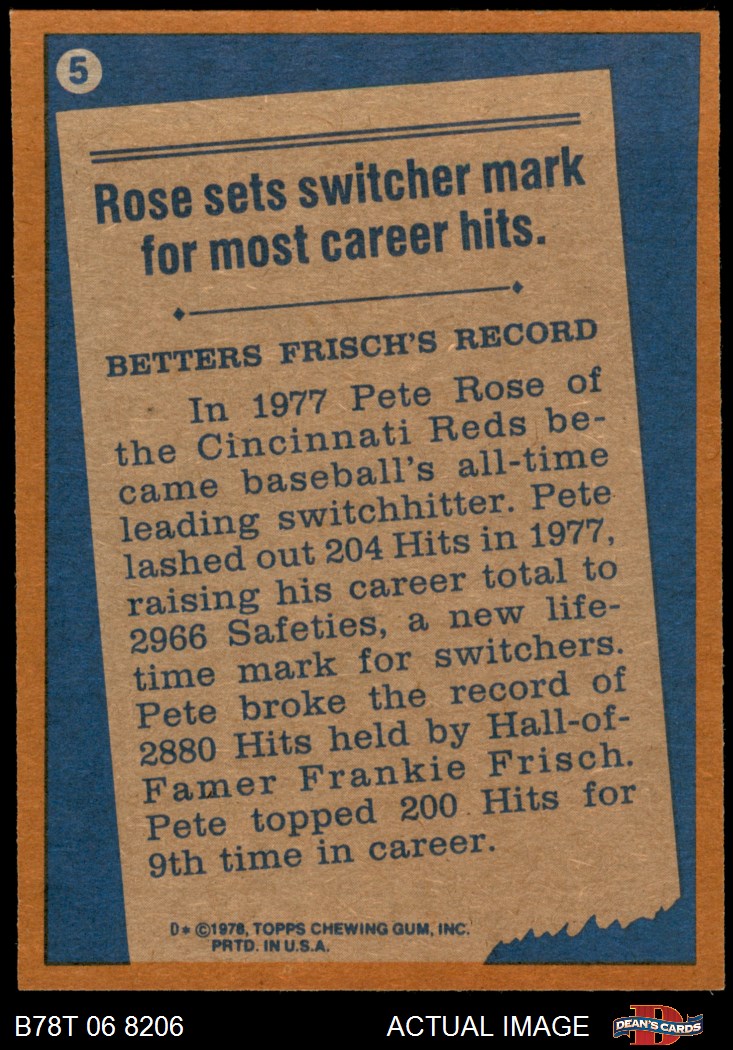 5
Rose sets switcher mark
for most career hits.
BETTERS FRISCH'S RECORD
In 1977 Pete Rose of
the Cincinnati Reds be-
came baseball's all-time
leading switchhitter. Pete
lashed out 204 Hits in 1977,
raising his career total to
2966 Safeties, a new life-
time mark for switchers.
Pete broke the record of
2880 Hits held by Hall-of-
Famer Frankie Frisch.
Pete topped 200 Hits for
9th time in career.
D* ©1978, TOPPS CHEWING GUM, INC.
PRTD. IN U.S.A.
B78T 06 8206 ACTUAL IMAGE DEAN'S CARDS